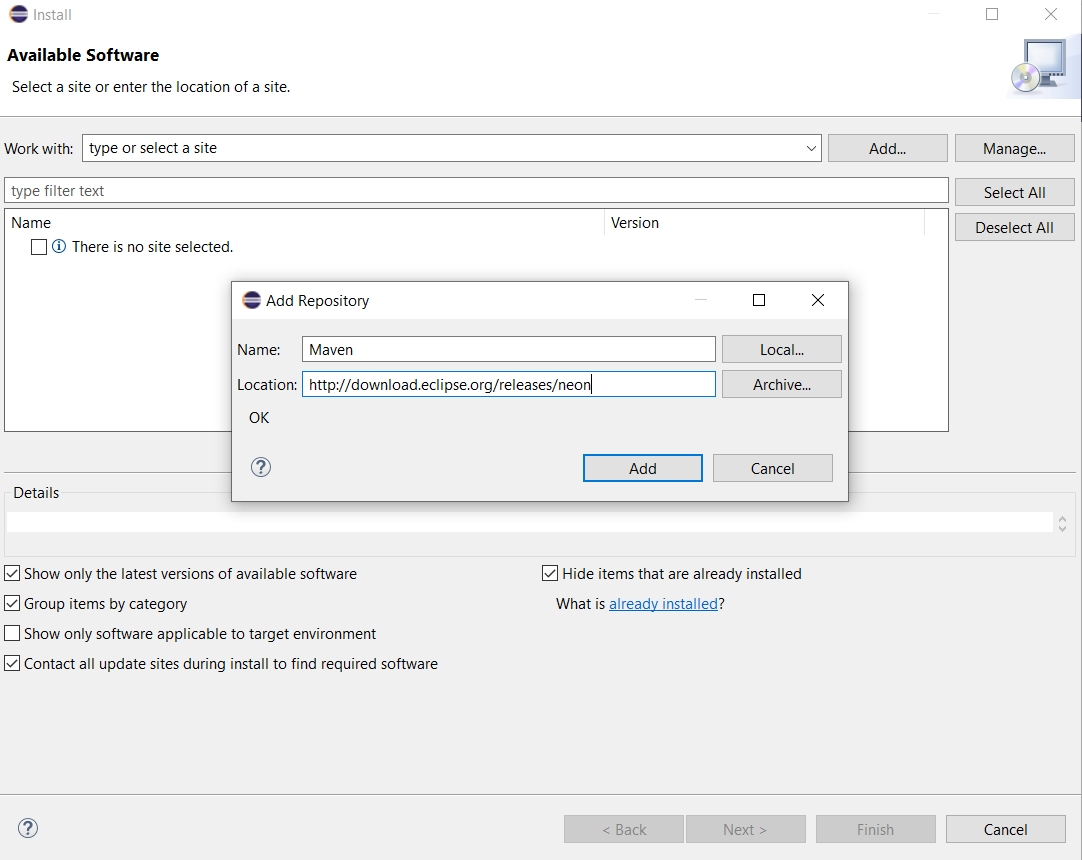 Install
Available Software
Select a site or enter the location of a site.
Work with: type or select a site Add... Manage...
type filter text Select All
Name Version Deselect All
There is no site selected.
Add Repository
Name: Maven Local...
Location: http://download.eclipse.org/releases/neon Archive...
OK
? Add Cancel
Details
Show only the latest versions of available software Hide items that are already installed
Group items by category What is already installed?
Show only software applicable to target environment
Contact all update sites during install to find required software
? < Back Next > Finish Cancel